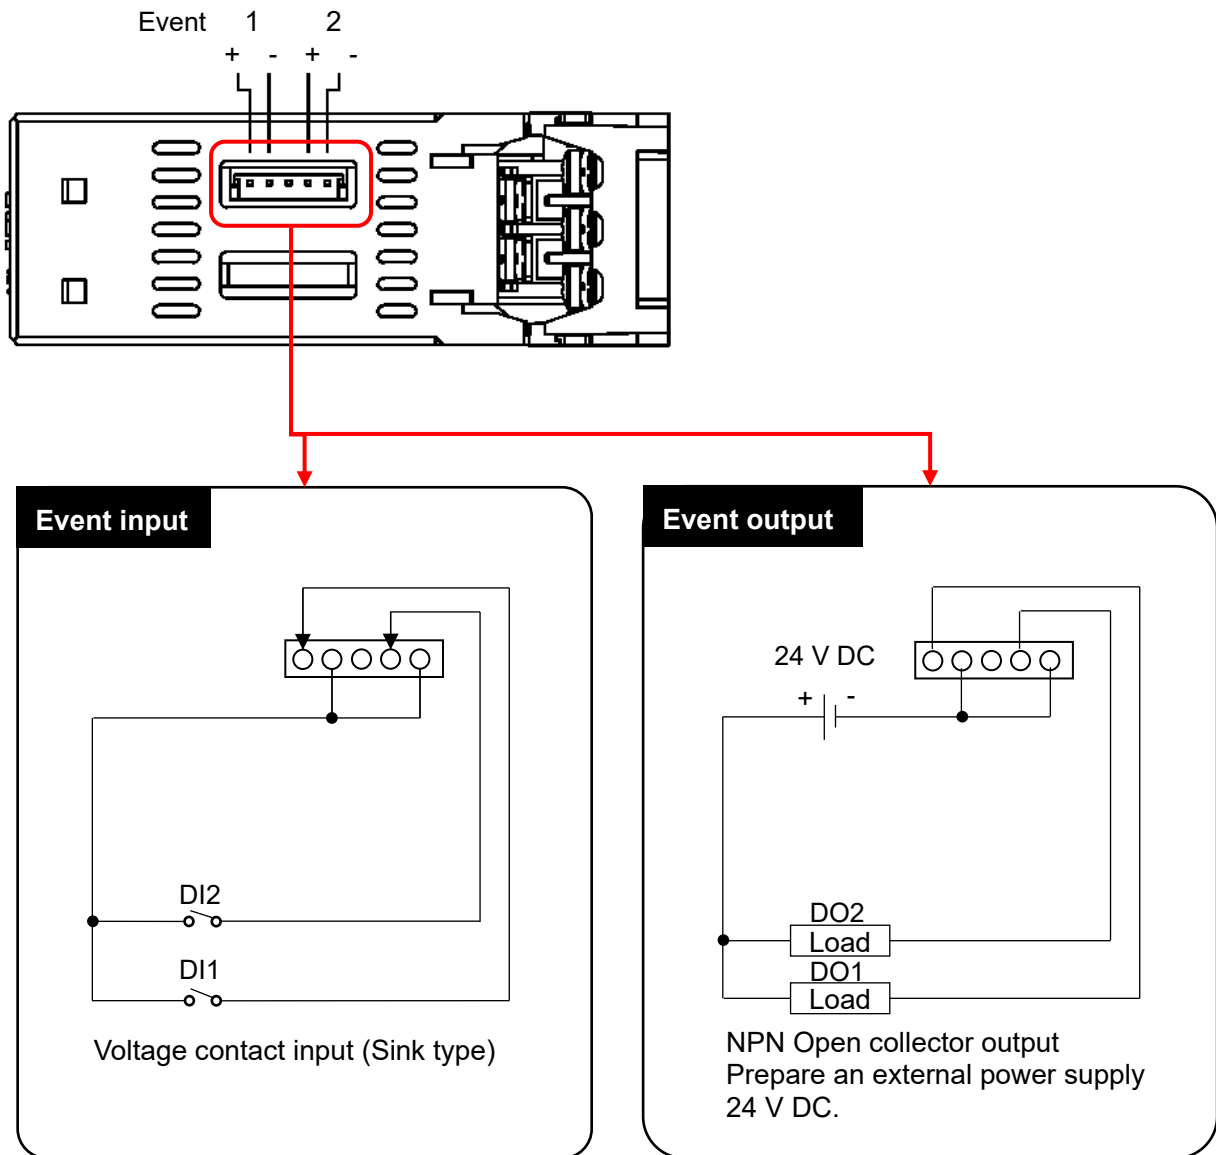 Event 1 2
+ - + -
Event input
Event output
24 V DC
+ -
DI2
DI1
DO2
Load
DO1
Load
Voltage contact input (Sink type)
NPN Open collector output
Prepare an external power supply
24 V DC.